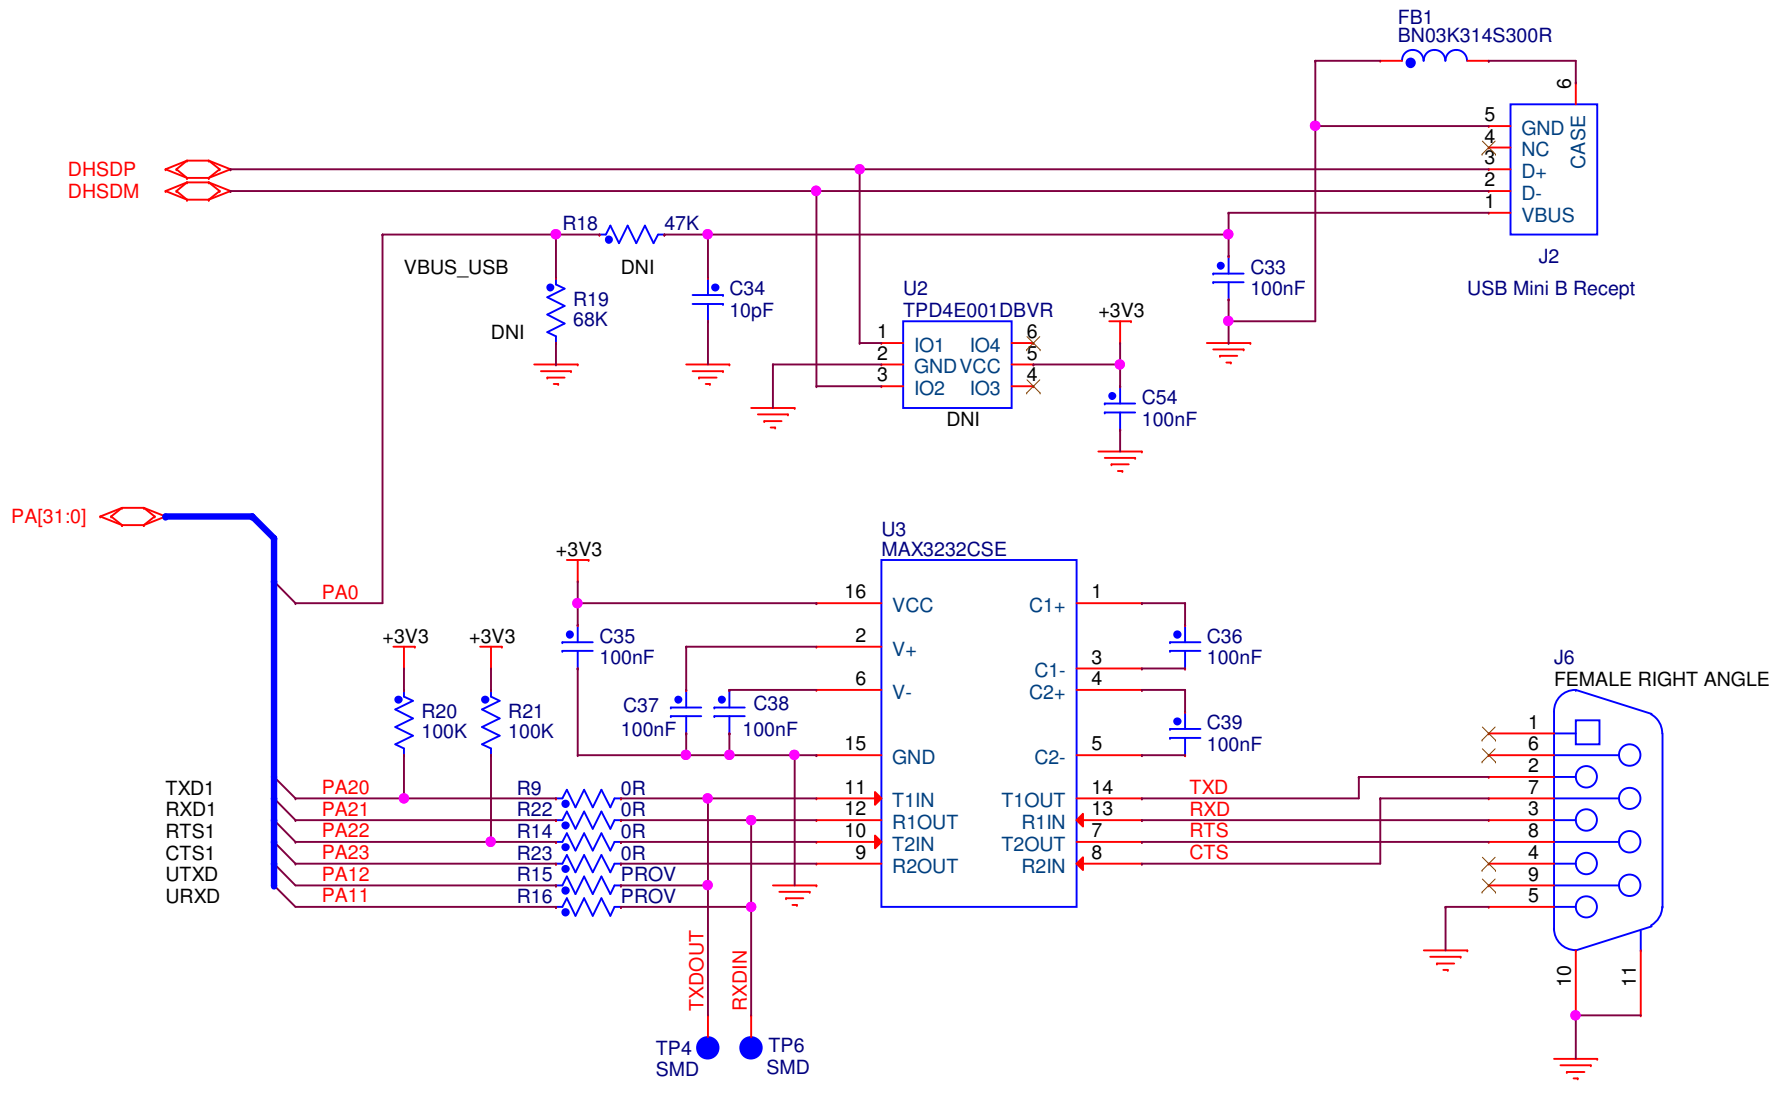 FB1
BN03K314S300R
6
5
GND
CASE
4
NC
DHSDP
3
D+
DHSDM
2
D-
1
VBUS
R18
47K
J2
VBUS_USB
DNI
C33
100nF
USB Mini B Recept
R19
68K
C34
10pF
U2
TPD4E001DBVR
+3V3
DNI
1
IO1
IO4
6
2
GND
VCC
5
3
IO2
IO3
4
DNI
C54
100nF
PA[31:0]
U3
MAX3232CSE
+3V3
PA0
16
VCC
C1+
1
+3V3
+3V3
C35
100nF
2
V+
C36
100nF
C1-
3
6
V-
C2+
4
J6
FEMALE RIGHT ANGLE
R20
100K
R21
100K
C37
100nF
C38
100nF
C39
100nF
15
GND
C2-
5
1
6
2
7
3
8
4
9
5
TXD1
PA20
R9
0R
11
T1IN
T1OUT
14
TXD
RXD1
PA21
R22
0R
12
R1OUT
R1IN
13
RXD
RTS1
PA22
R14
0R
10
T2IN
T2OUT
7
RTS
CTS1
PA23
R23
0R
9
R2OUT
R2IN
8
CTS
UTXD
PA12
R15
PROV
URXD
PA11
R16
PROV
TXDOUT
RXDIN
10
11
TP4
SMD
TP6
SMD